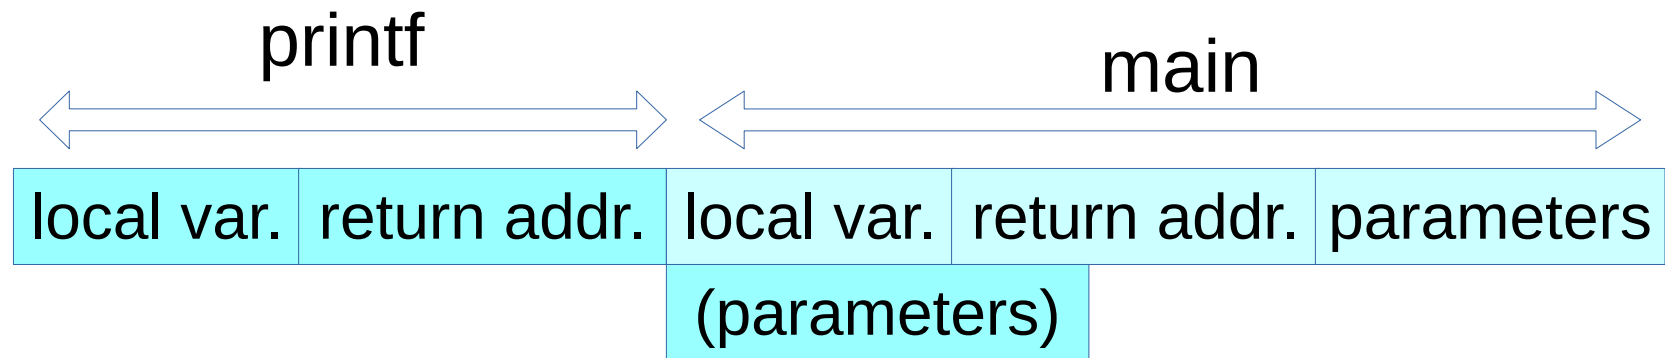 printf
main
local var. return addr. local var. return addr. parameters
(parameters)